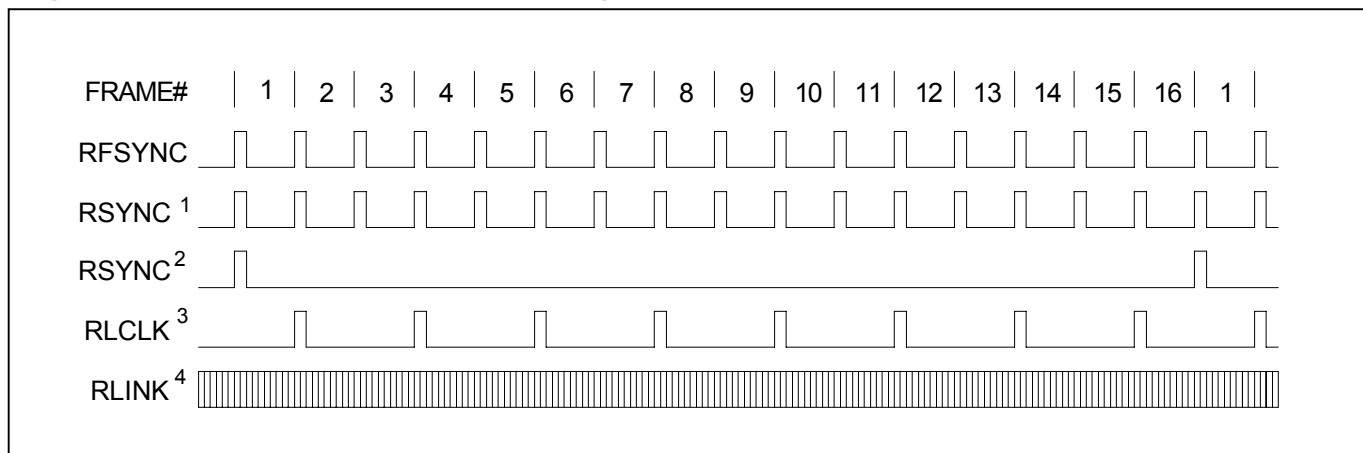 FRAME# 1 2 3 4 5 6 7 8 9 10 11 12 13 14 15 16 1
RFSYNC
RSYNC 1
RSYNC 2
RLCLK 3
RLINK 4